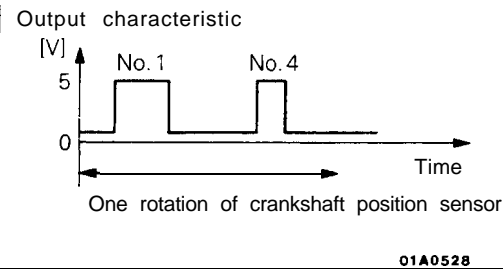 Output characteristic
[V]
No.1 No.4
5
0
Time
One rotation of crankshaft position sensor
01A0528